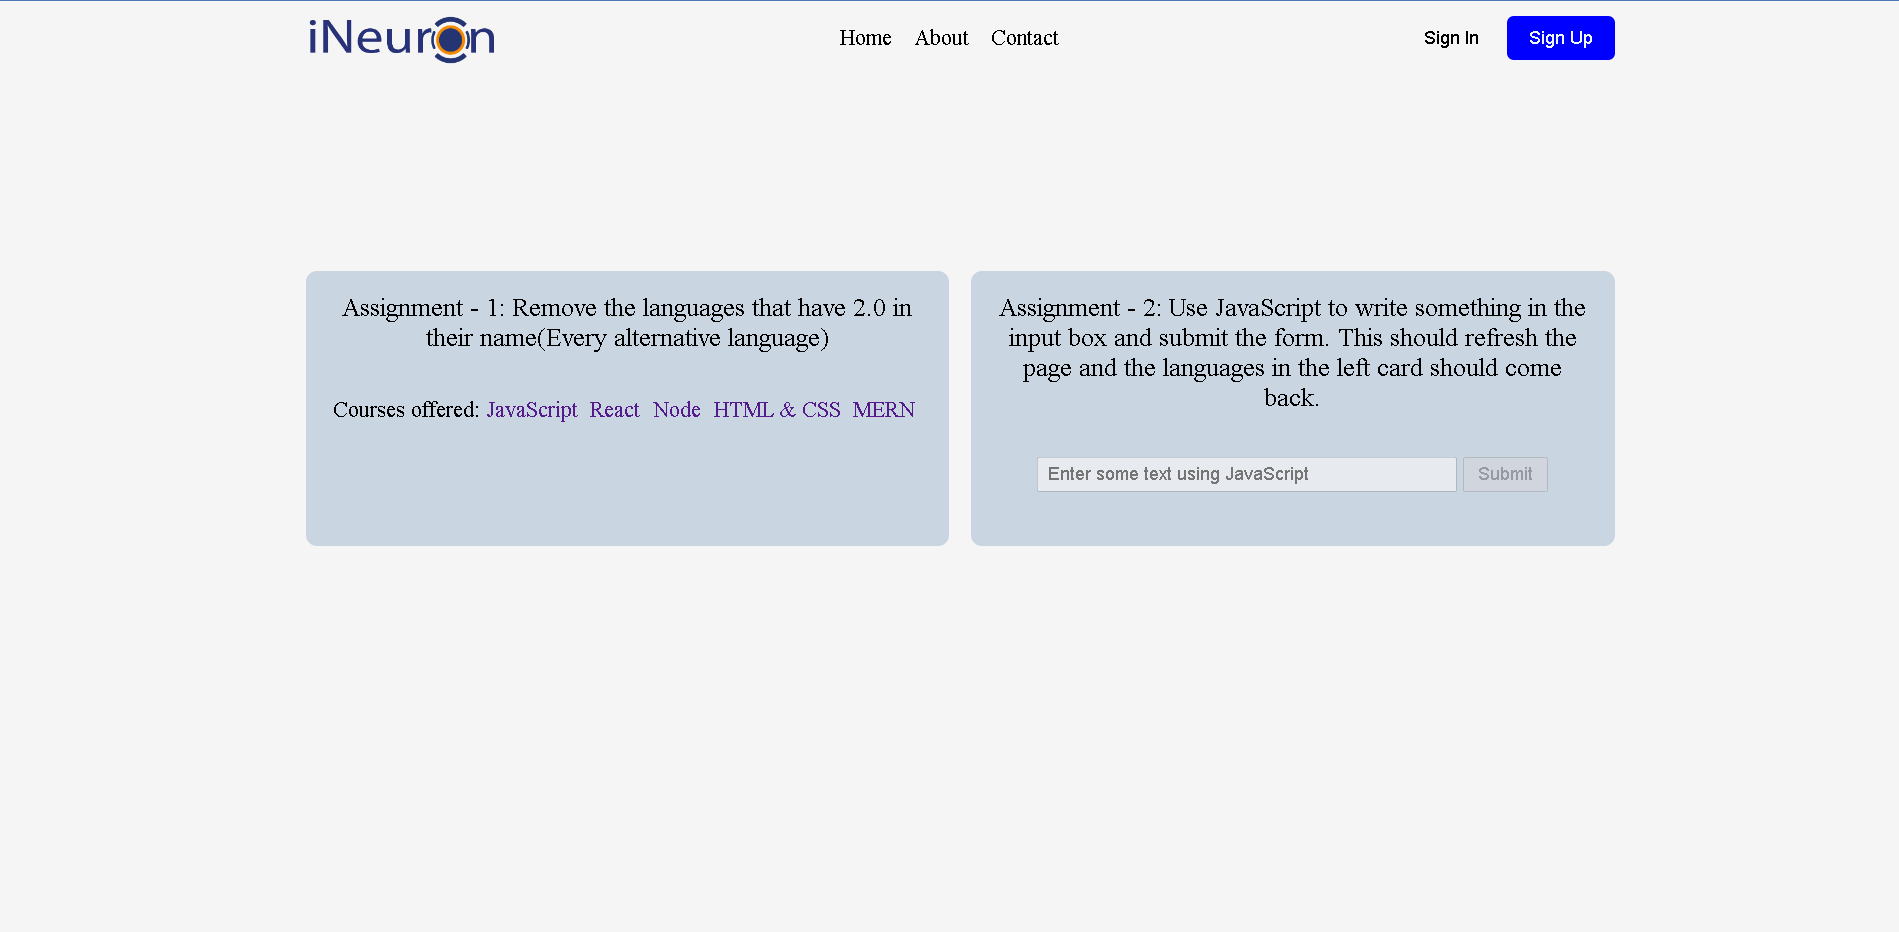 iNeuron
Home About Contact
Sign In Sign Up
Assignment - 1: Remove the languages that have 2.0 in
their name(Every alternative language)
Courses offered: JavaScript React Node HTML & CSS MERN
Assignment - 2: Use JavaScript to write something in the
input box and submit the form. This should refresh the
page and the languages in the left card should come
back.
Enter some text using JavaScript Submit